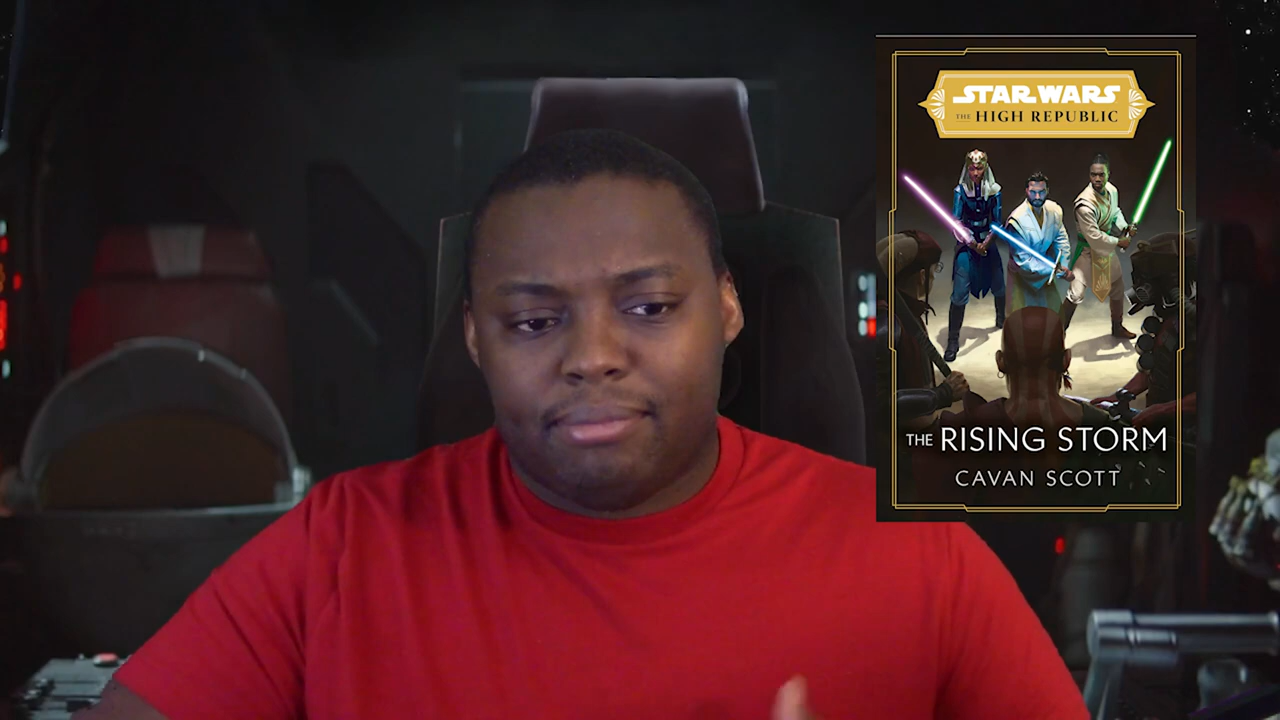 STAR WARS
THE HIGH REPUBLIC
THE RISING STORM
CAVAN SCOTT